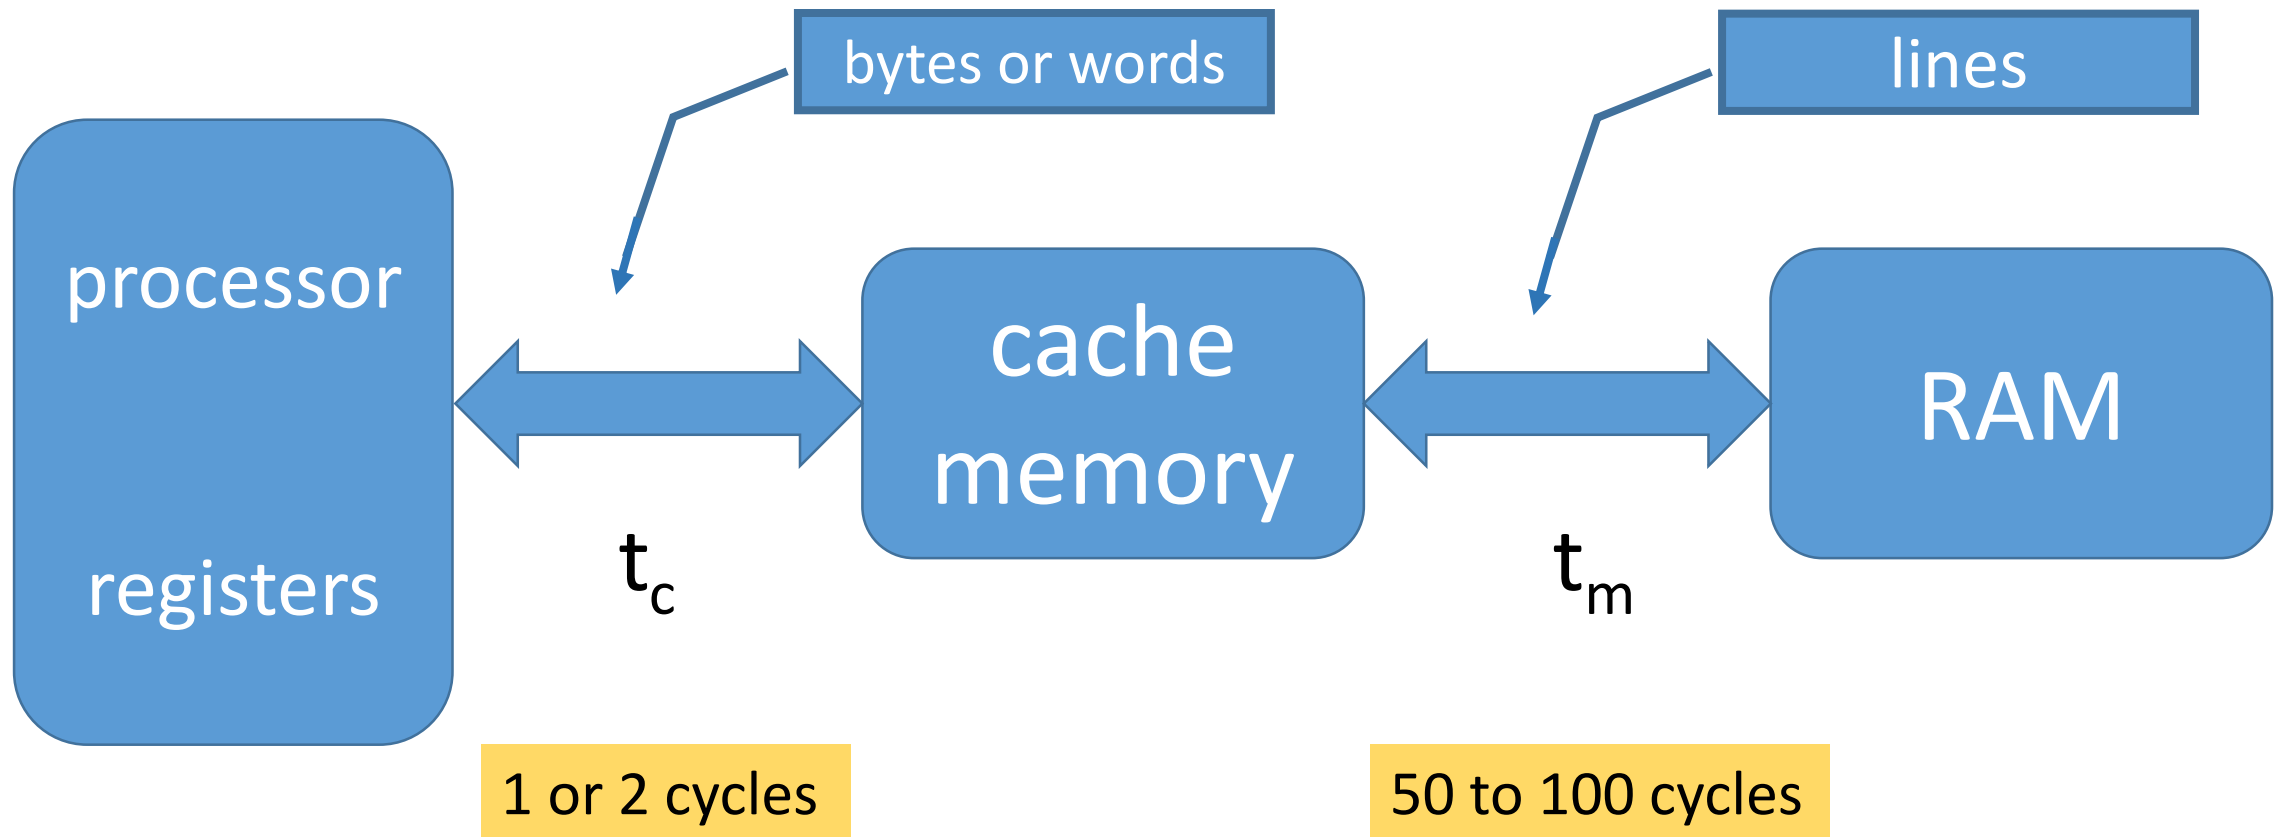 bytes or words
lines
processor
registers
cache
memory
RAM
tc
tm
1 or 2 cycles
50 to 100 cycles